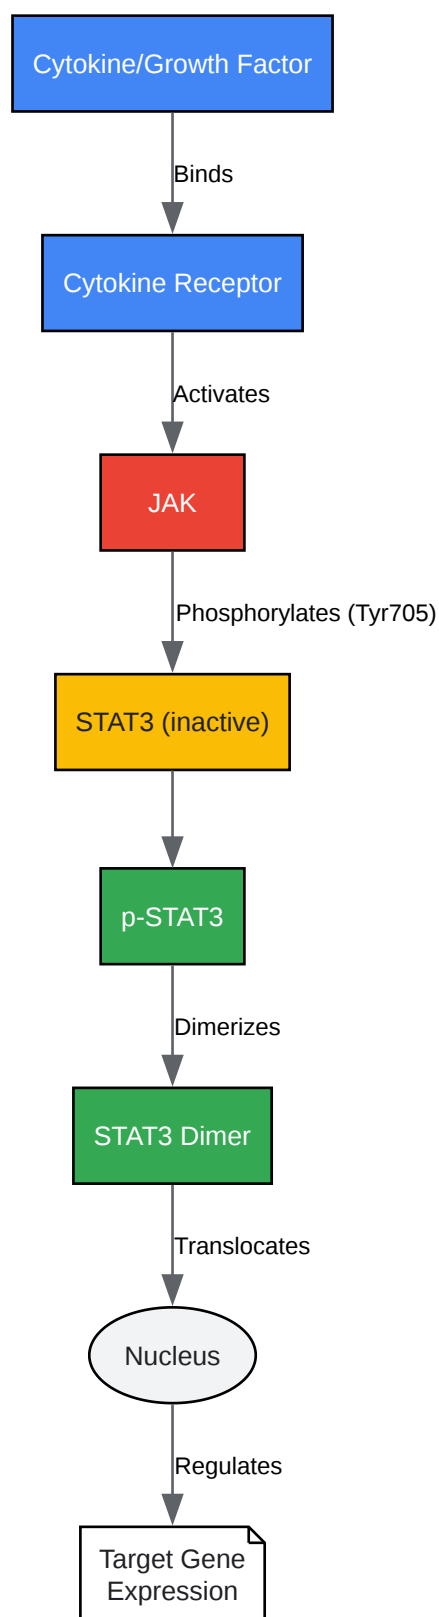 Cytokine/Growth Factor
Binds
Cytokine Receptor
Activates
JAK
Phosphorylates (Tyr705)
STAT3 (inactive)
p-STAT3
Dimerizes
STAT3 Dimer
Translocates
Nucleus
Regulates
Target Gene
Expression